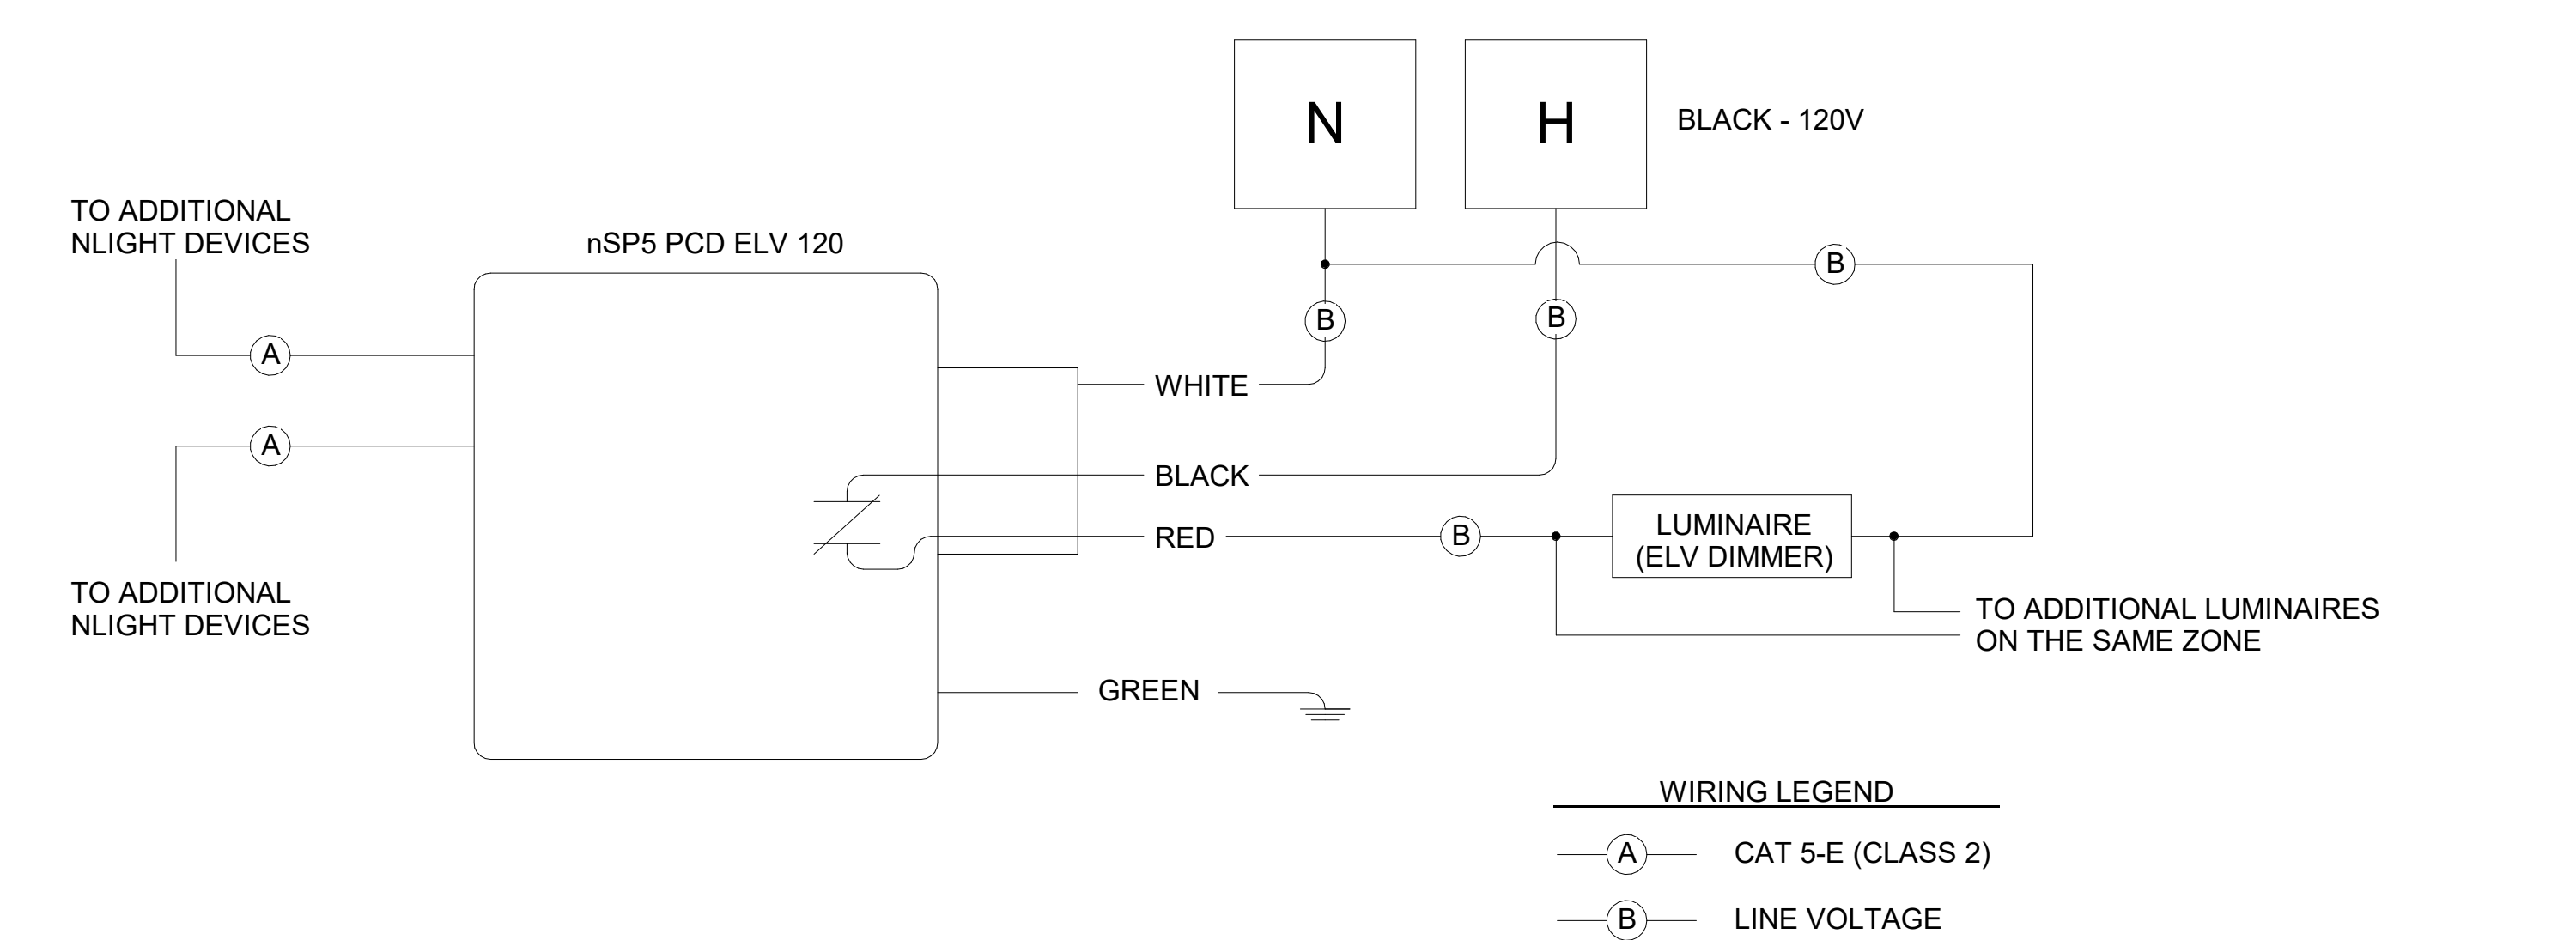 N
H
BLACK - 120V
TO ADDITIONAL
NLIGHT DEVICES
nSP5 PCD ELV 120
B
B
B
A
WHITE
A
BLACK
RED
B
LUMINAIRE
(ELV DIMMER)
TO ADDITIONAL
NLIGHT DEVICES
TO ADDITIONAL LUMINAIRES
ON THE SAME ZONE
GREEN
WIRING LEGEND
A CAT 5-E (CLASS 2)
B LINE VOLTAGE